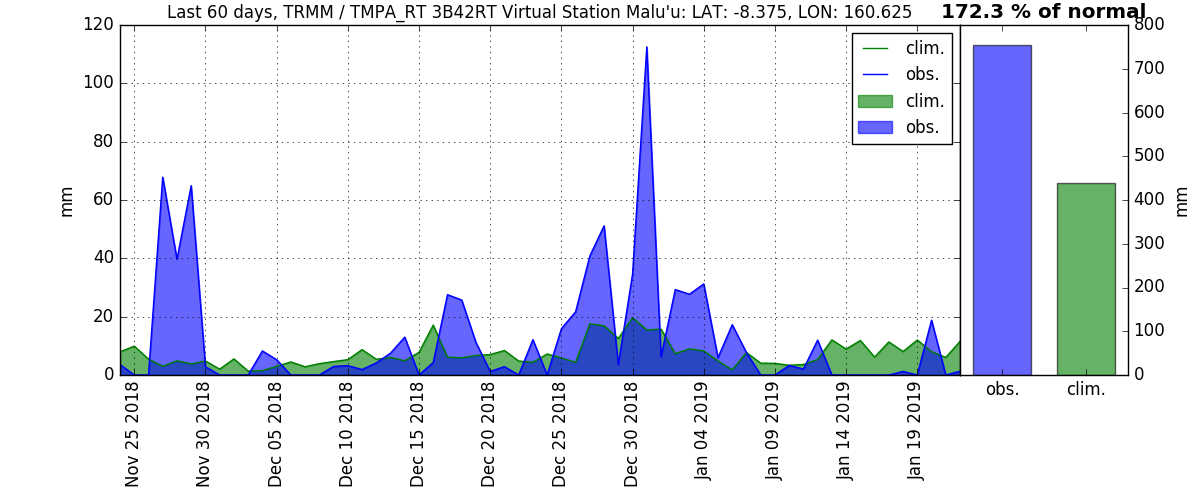 Last 60 days, TRMM / TMPA_RT 3B42RT Virtual Station Malu'u: LAT: -8.375, LON: 160.625
172.3 % of normal
120
100
80
60
40
20
0
mm
clim.
obs.
clim.
obs.
800
700
600
500
400
300
200
100
0
mm
Nov 25 2018
Nov 30 2018
Dec 05 2018
Dec 10 2018
Dec 15 2018
Dec 20 2018
Dec 25 2018
Dec 30 2018
Jan 04 2019
Jan 09 2019
Jan 14 2019
Jan 19 2019
obs.
clim.